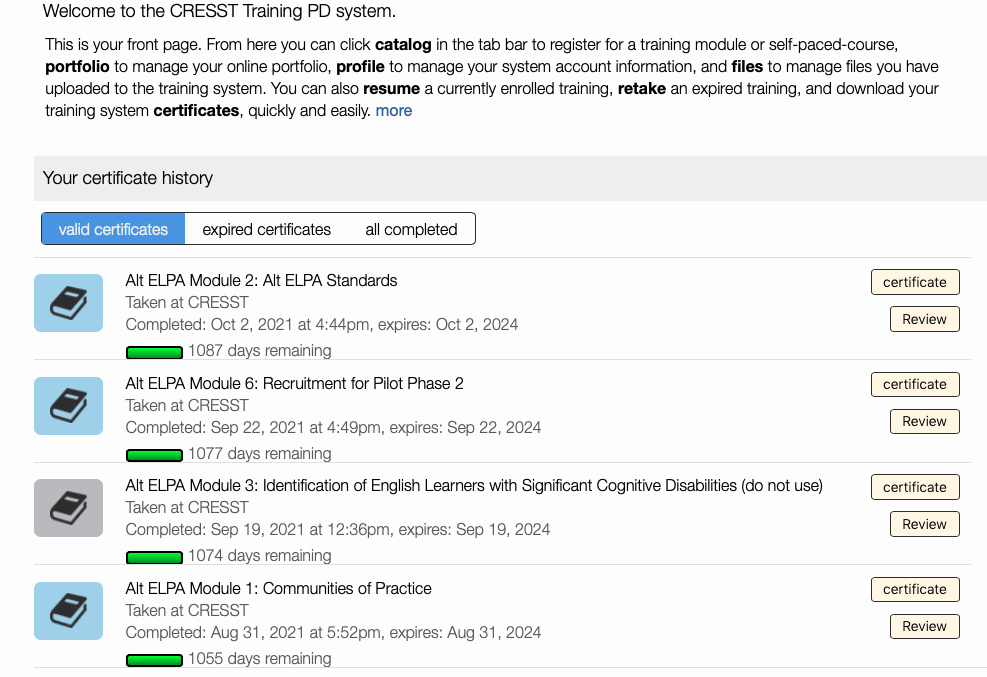 Welcome to the CRESST Training PD system.
This is your front page. From here you can click catalog in the tab bar to register for a training module or self-paced-course,
portfolio to manage your online portfolio, profile to manage your system account information, and files to manage files you have
uploaded to the training system. You can also resume a currently enrolled training, retake an expired training, and download your
training system certificates, quickly and easily. more
Your certificate history
valid certificates expired certificates all completed
Alt ELPA Module 2: Alt ELPA Standards
certificate
Taken at CRESST
Completed: Oct 2, 2021 at 4:44pm, expires: Oct 2, 2024
Review
1087 days remaining
Alt ELPA Module 6: Recruitment for Pilot Phase 2
certificate
Taken at CRESST
Completed: Sep 22, 2021 at 4:49pm, expires: Sep 22, 2024
Review
1077 days remaining
Alt ELPA Module 3: Identification of English Learners with Significant Cognitive Disabilities (do not use)
certificate
Taken at CRESST
Completed: Sep 19, 2021 at 12:36pm, expires: Sep 19, 2024
Review
1074 days remaining
Alt ELPA Module 1: Communities of Practice
certificate
Taken at CRESST
Completed: Aug 31, 2021 at 5:52pm, expires: Aug 31, 2024
Review
1055 days remaining